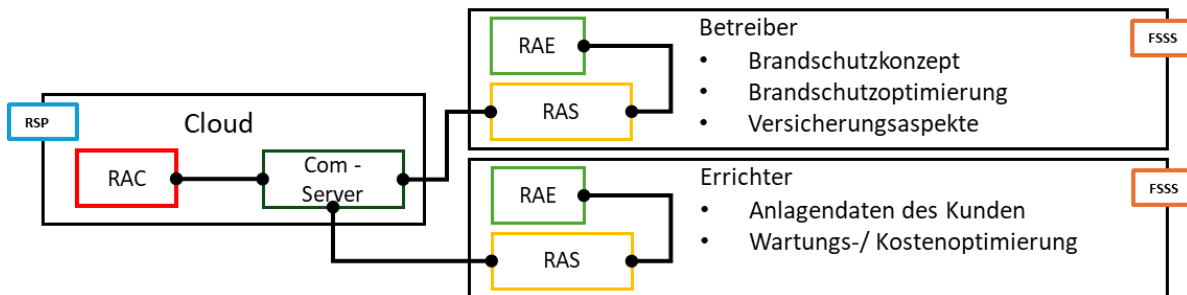 RSP
Cloud
RAC
Com -
Server
RAE
RAS
Betreiber
• Brandschutzkonzept
• Brandschutzoptimierung
• Versicherungsaspekte
FSSS
RAE
RAS
Errichter
• Anlagendaten des Kunden
• Wartungs-/ Kostenoptimierung
FSSS